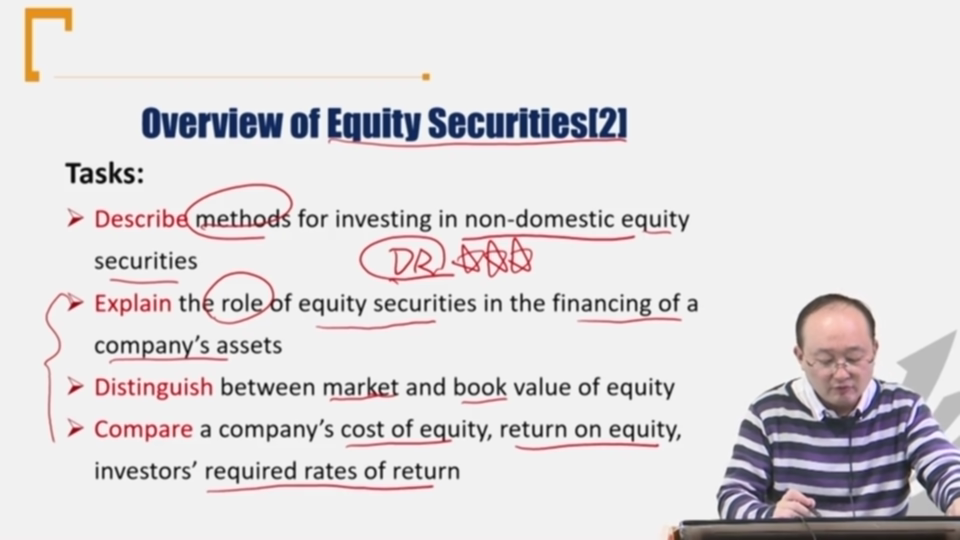 Overview of Equity Securities[2]
Tasks:
Describe methods for investing in non-domestic equity
securities
DR
Explain the role of equity securities in the financing of a
company's assets
Distinguish between market and book value of equity
Compare a company's cost of equity, return on equity,
investors' required rates of return